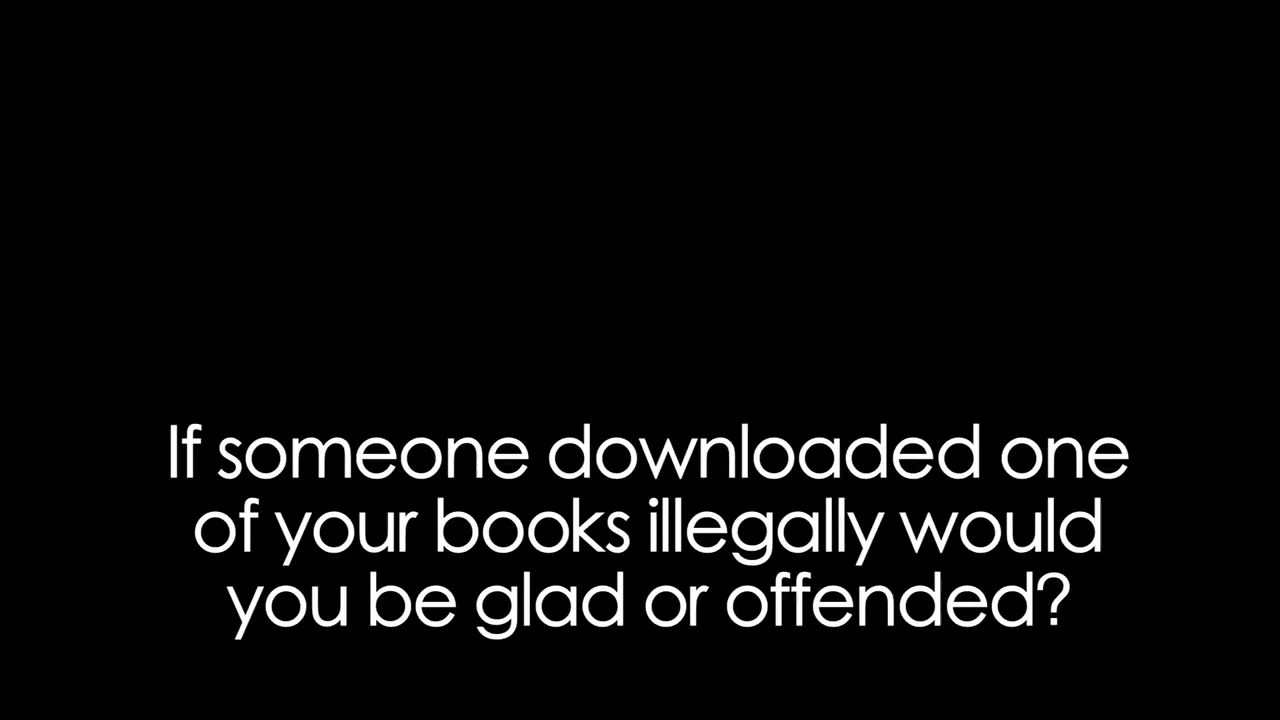 If someone downloaded one
of your books illegally would
you be glad or offended?